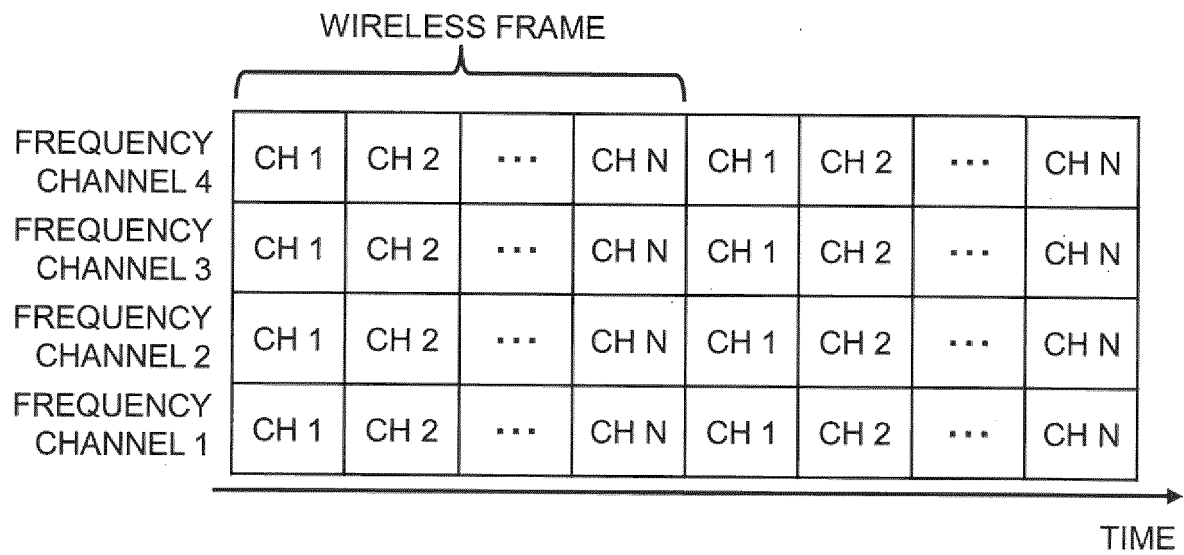 WIRELESS FRAME
FREQUENCY
CHANNEL 4
CH 1 CH 2 ... CH N CH 1 CH 2 ... CH N
FREQUENCY
CHANNEL 3
CH 1 CH 2 ... CH N CH 1 CH 2 ... CH N
FREQUENCY
CHANNEL 2
CH 1 CH 2 ... CH N CH 1 CH 2 ... CH N
FREQUENCY
CHANNEL 1
CH 1 CH 2 ... CH N CH 1 CH 2 ... CH N
TIME